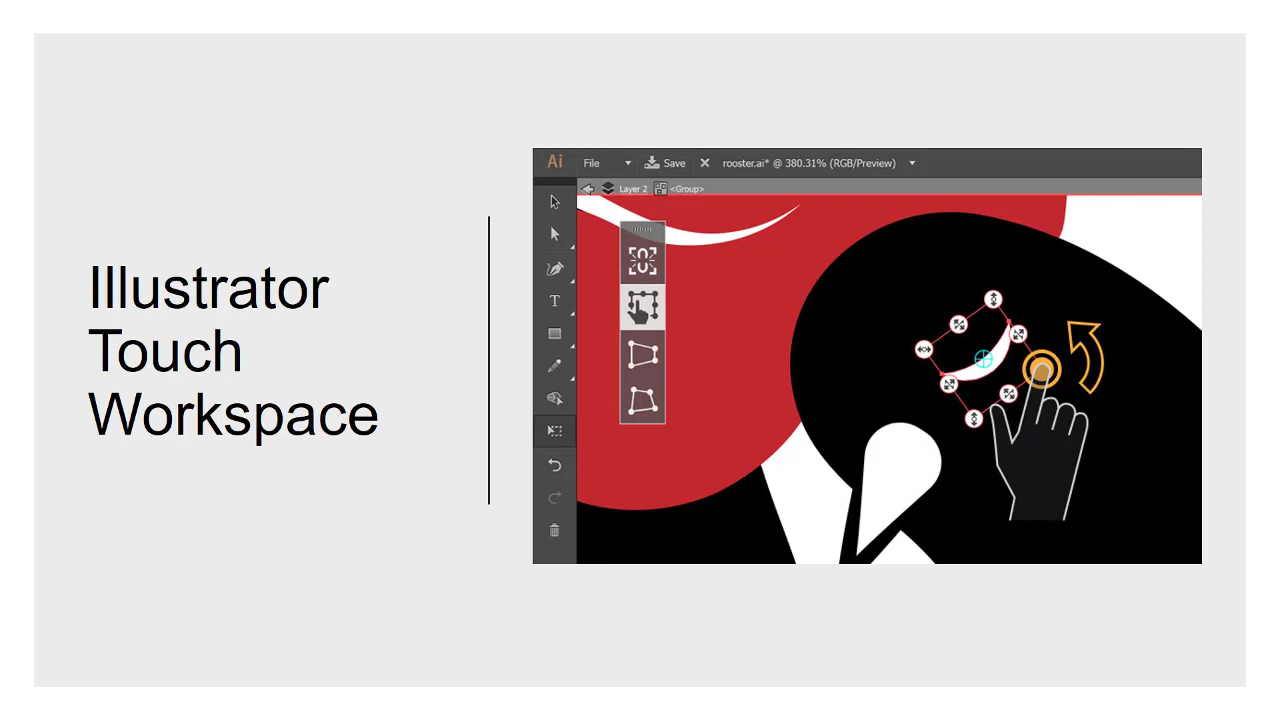 Illustrator
Touch
Workspace
Ai File Save rooster.ai* @ 380.31% (RGB/Preview)
Layer 2 <Group>
T